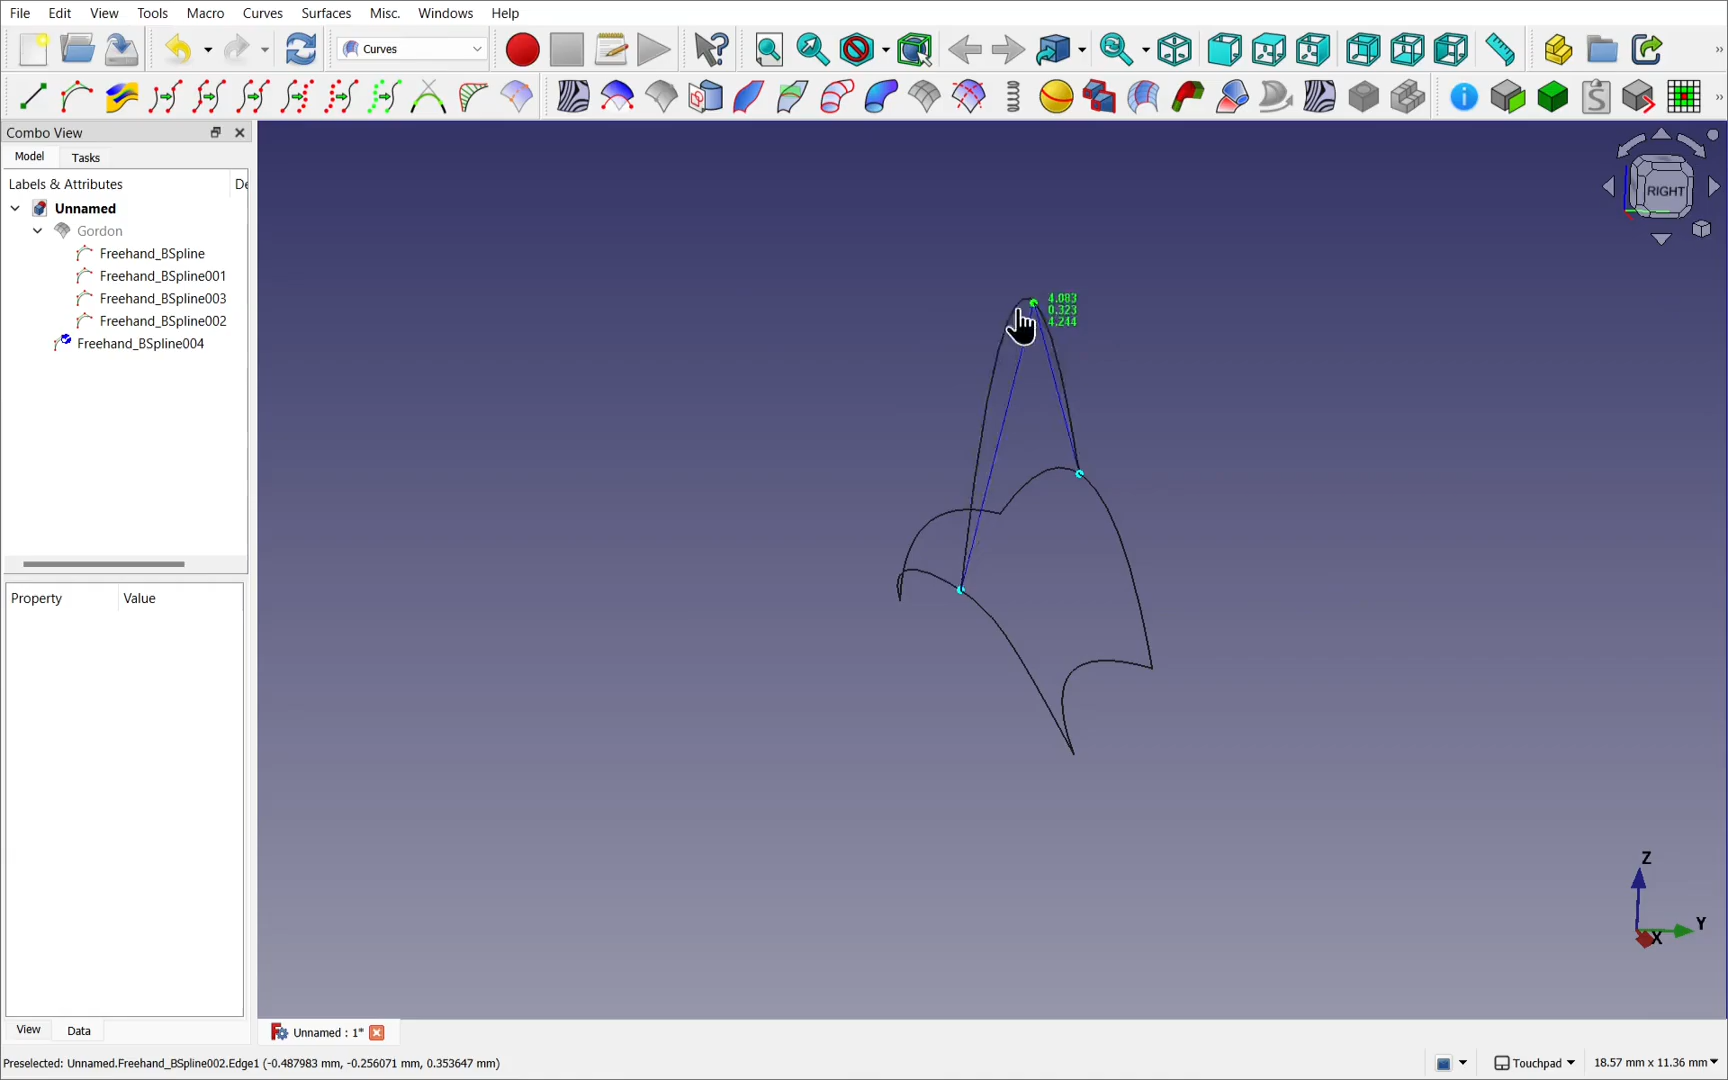 File Edit View Tools Macro Curves Surfaces Misc. Windows Help
Curves
Combo View
Model Tasks
Labels & Attributes De
Unnamed
Gordon
Freehand_BSpline
Freehand_BSpline001
Freehand_BSpline003
Freehand_BSpline002
Freehand_BSpline004
4.083
0.323
4.244
RIGHT
Property Value
Z
Y
X
View Data
Unnamed : 1*
Preselected: Unnamed.Freehand_BSpline002.Edge1 (-0.487983 mm, -0.256071 mm, 0.353647 mm)
Touchpad
18.57 mm x 11.36 mm